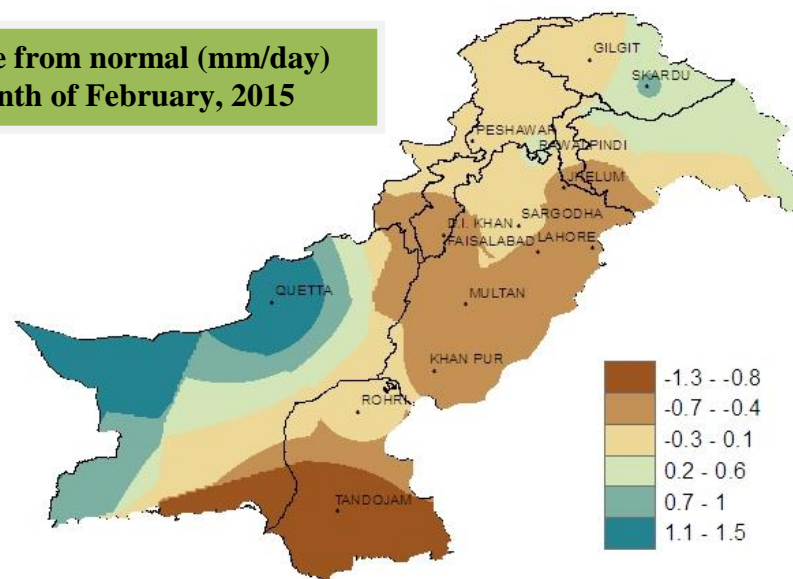 e from normal (mm/day)
nth of February, 2015
GILGIT
SKARDU
PESHAWAR
RAWALPINDI
JHELUM
SARGODHA
D.I. KHAN
FAISALABAD
LAHORE
QUETTA
MULTAN
KHAN PUR
ROHRI
TANDOJAM
-1.3 - -0.8
-0.7 - -0.4
-0.3 - 0.1
0.2 - 0.6
0.7 - 1
1.1 - 1.5